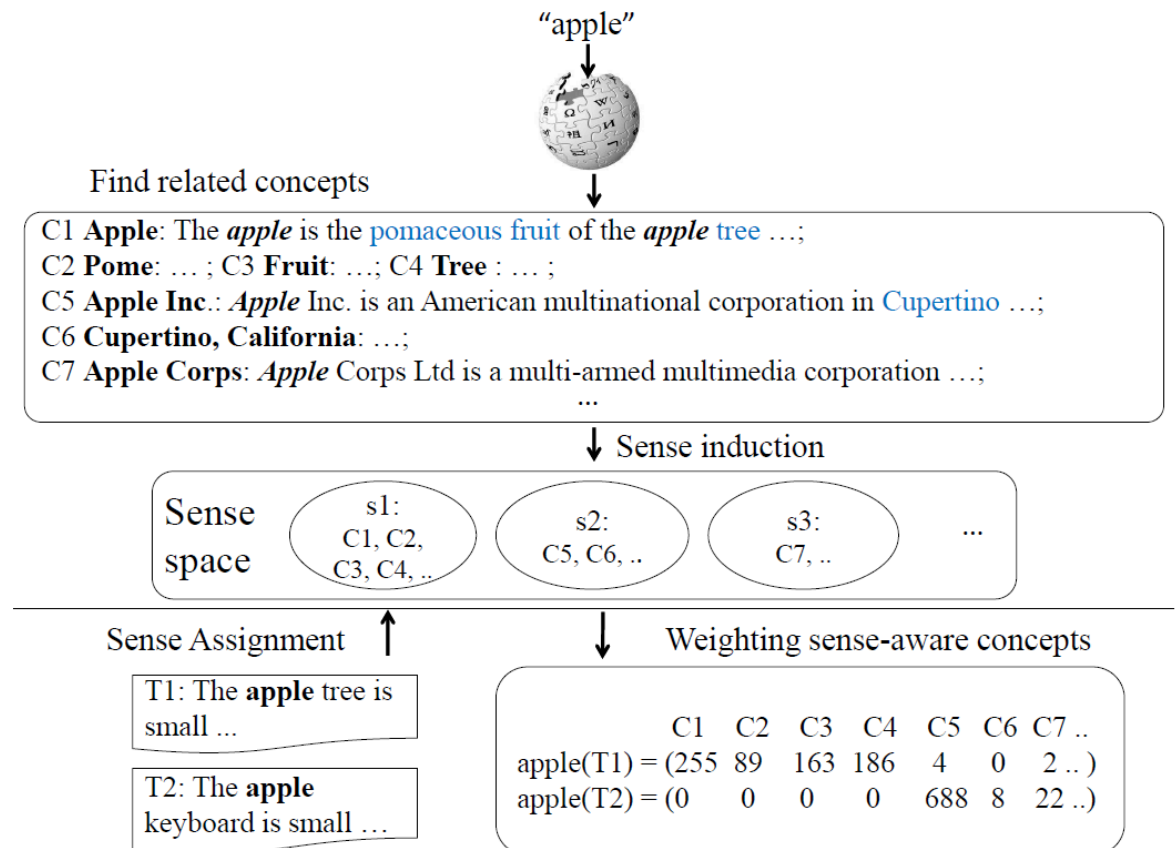 “apple”
Find related concepts
C1 Apple: The apple is the pomaceous fruit of the apple tree …;
C2 Pome: … ; C3 Fruit: …; C4 Tree : … ;
C5 Apple Inc.: Apple Inc. is an American multinational corporation in Cupertino …;
C6 Cupertino, California: …;
C7 Apple Corps: Apple Corps Ltd is a multi-armed multimedia corporation …;
...
Sense induction
Sense
space
s1:
C1, C2,
C3, C4, ..
s2:
C5, C6, ..
s3:
C7, ..
...
Sense Assignment
Weighting sense-aware concepts
T1: The apple tree is
small ...
T2: The apple
keyboard is small …
C1 C2 C3 C4 C5 C6 C7 ..
apple(T1) = (255 89 163 186 4 0 2 .. )
apple(T2) = (0 0 0 0 688 8 22 ..)